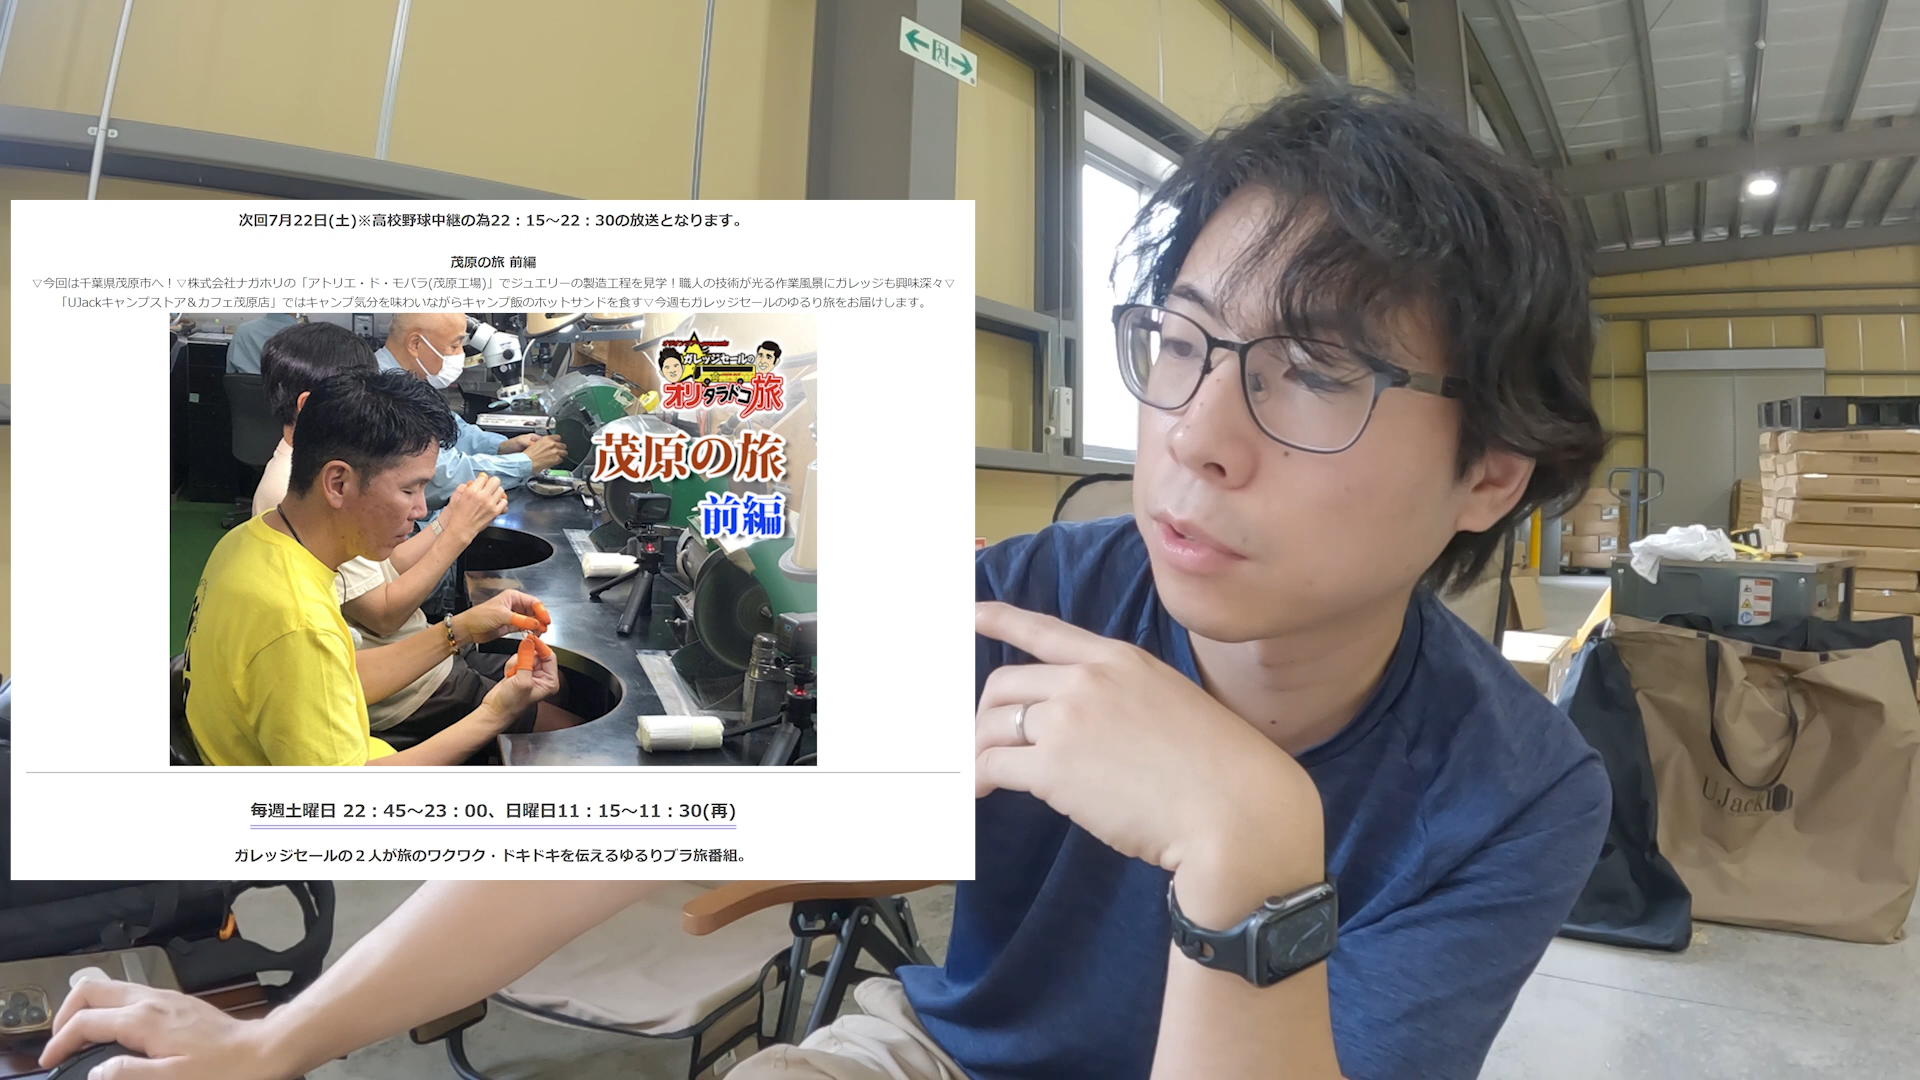 次回7月22日(土)※高校野球中継の為22：15～22：30の放送となります。
茂原の旅 前編
▽今回は千葉県茂原市へ！▽株式会社ナガホリの「アトリエ・ド・モバラ(茂原工場)」でジュエリーの製造工程を見学！職人の技術が光る作業風景にガレッジも興味深々▽
「UJackキャンプストア＆カフェ茂原店」ではキャンプ気分を味わいながらキャンプ飯のホットサンドを食す▽今週もガレッジセールのゆるり旅をお届けします。
ガレッジセールの
オリタラドコ旅
茂原の旅
前編
毎週土曜日 22：45～23：00、日曜日11：15～11：30(再)
ガレッジセールの２人が旅のワクワク・ドキドキを伝えるゆるりブラ旅番組。
UJack